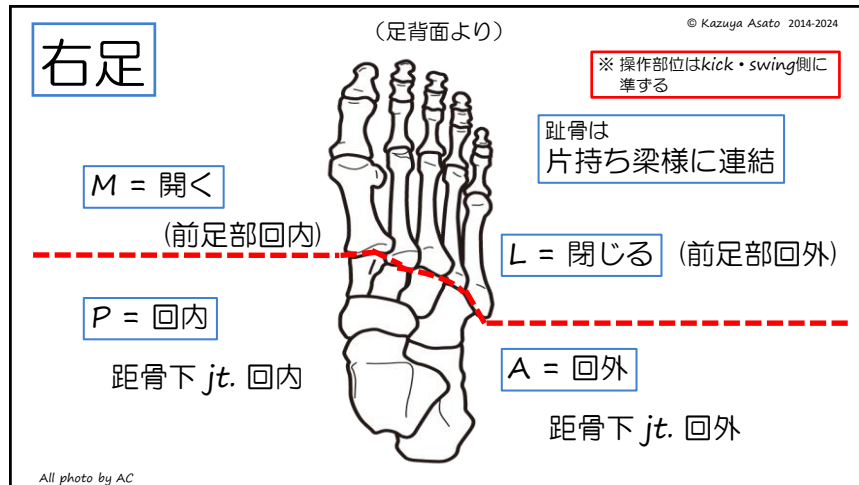 (足背面より)
© Kazuya Asato 2014-2024
右足
※ 操作部位はkick・swing側に
準ずる
趾骨は
片持ち梁様に連結
M = 開く
(前足部回内)
L = 閉じる (前足部回外)
P = 回内
距骨下 jt. 回内
A = 回外
距骨下 jt. 回外
All photo by AC